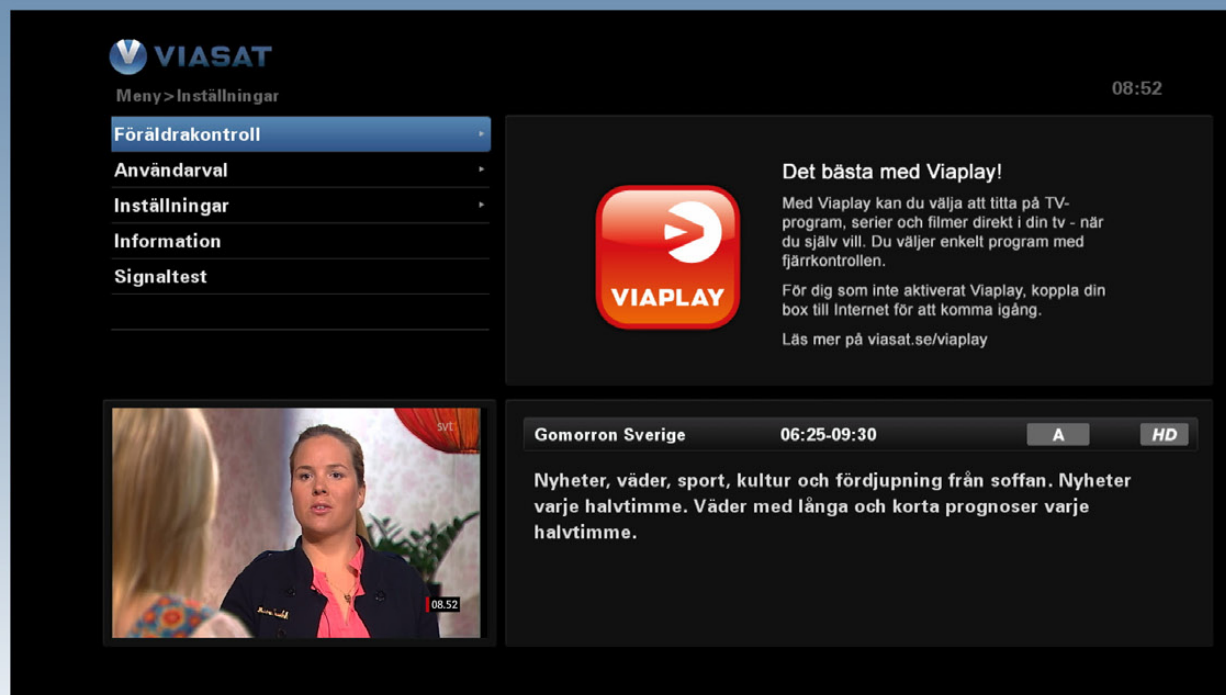 VIASAT
Meny>Inställningar
08:52
Föräldrakontroll
Användarval
Inställningar
Information
Signaltest
VIAPLAY
Det bästa med Viaplay!
Med Viaplay kan du välja att titta på TV-
program, serier och filmer direkt i din tv - när
du själv vill. Du väljer enkelt program med
fjärrkontrollen.
För dig som inte aktiverat Viaplay, koppla din
box till Internet för att komma igång.
Läs mer på viasat.se/viaplay
svt
08.52
Gomorron Sverige 06:25-09:30 A HD
Nyheter, väder, sport, kultur och fördjupning från soffan. Nyheter
varje halvtimme. Väder med långa och korta prognoser varje
halvtimme.